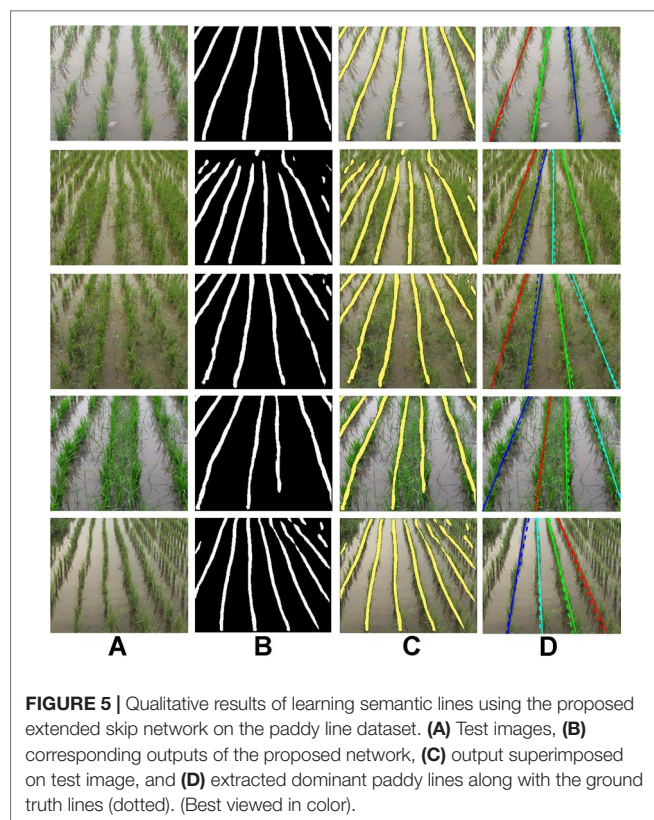 A B C D
FIGURE 5 | Qualitative results of learning semantic lines using the proposed
extended skip network on the paddy line dataset. (A) Test images, (B)
corresponding outputs of the proposed network, (C) output superimposed
on test image, and (D) extracted dominant paddy lines along with the ground
truth lines (dotted). (Best viewed in color).